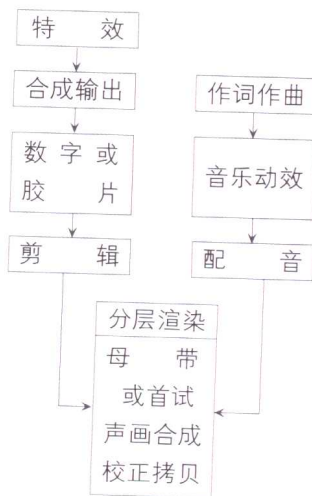 特 效
合成输出
作词作曲
数 字 或
胶 片
音乐动效
剪 辑
配 音
分层渲染
母 带
或首试
声画合成
校正拷贝